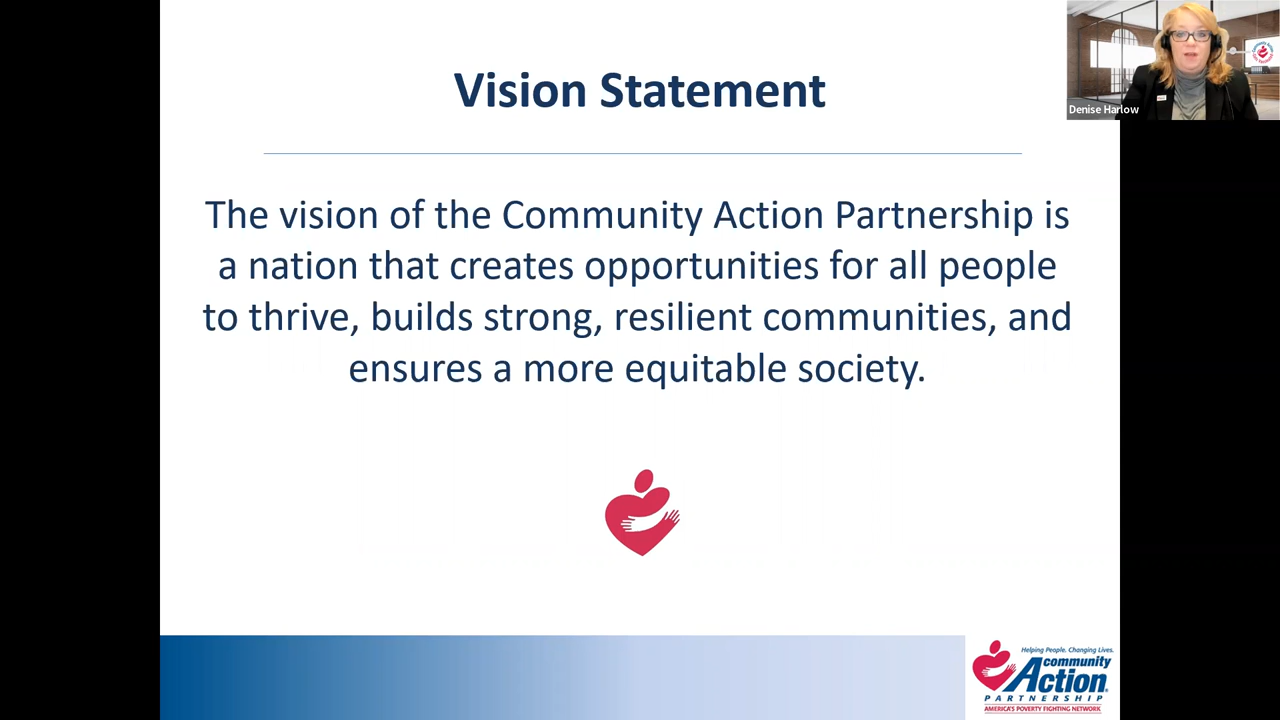 Vision Statement
Denise Harlow
The vision of the Community Action Partnership is
a nation that creates opportunities for all people
to thrive, builds strong, resilient communities, and
ensures a more equitable society.
Helping People. Changing Lives.
community
Action®
PARTNERSHIP
AMERICA'S POVERTY FIGHTING NETWORK